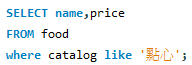 SELECT name,price
FROM food
where catalog like '點心';